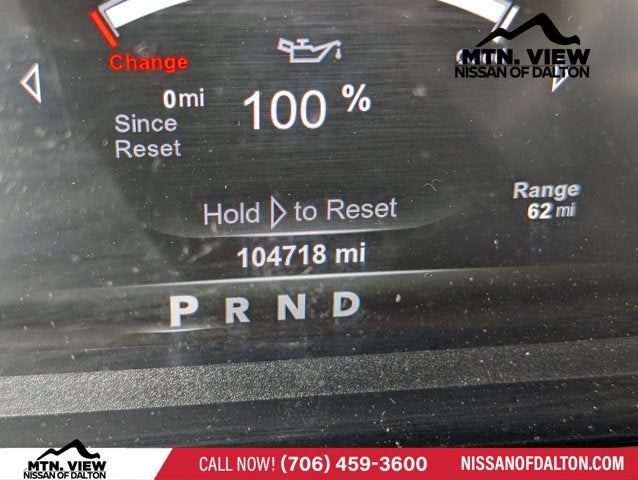 MTN. VIEW
NISSAN OF DALTON
Change
0mi
100 %
Since
Reset
Hold ▷ to Reset
Range
62 mi
104718 mi
P R N D
MTN. VIEW
NISSAN OF DALTON
CALL NOW! (706) 459-3600
NISSANOFDALTON.COM